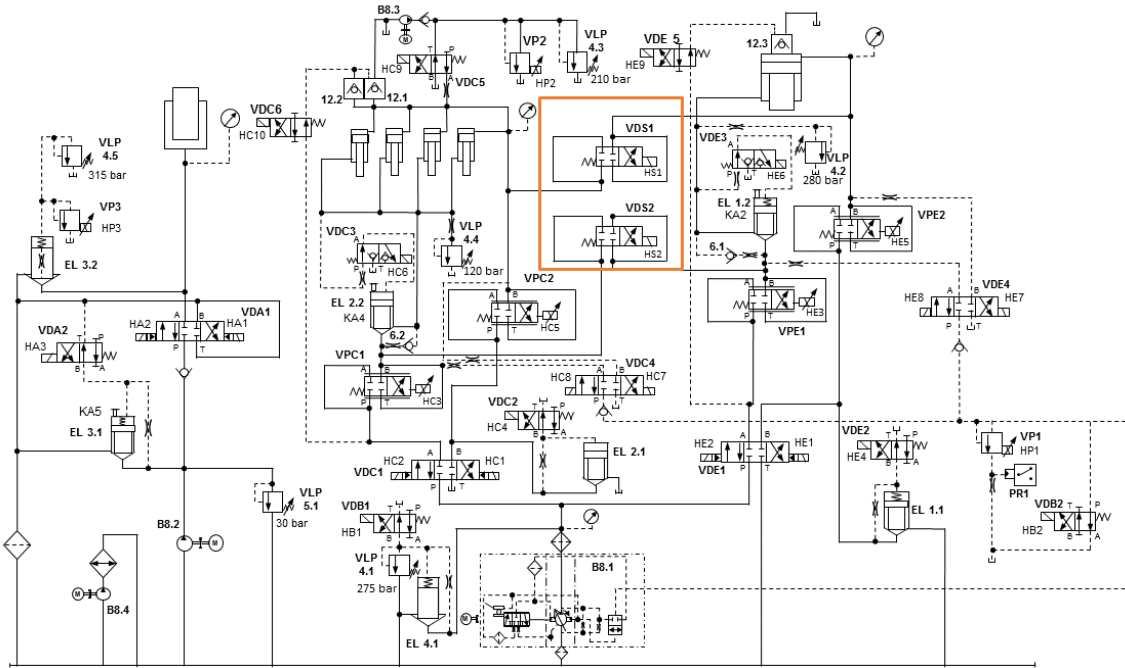 B8.3
T P
HC9
B A
VDC5
VP2
HP2
VLP
4.3
210 bar
VDE 5
HE9
T P
B A
12.3
12.2
12.1
VDC6
HC10
T P
B A
VLP
4.5
315 bar
VP3
HP3
EL 3.2
VDS1
HS1
VDS2
HS2
VDE3
A
P T
HE6
VLP
4.2
280 bar
EL 1.2
KA2
VPE2
A B
P T
HE5
VDC3
A
P T
HC6
VLP
4.4
120 bar
EL 2.2
KA4
6.2
VPC2
A B
P T
HC5
6.1
VPE1
A B
P T
HE3
VDE4
HE8
A B
P T
HE7
VDA1
HA2
A B
HA1
P T
VDA2
HA3
T P
B A
VPC1
A B
P T
HC3
VDC4
HC8
A B
HC7
P T
VDC2
HC4
T P
B A
KA5
EL 3.1
EL 2.1
VDC1
HC2
A B
HC1
P T
HE2
A B
HE1
VDE1
P T
VDE2
HE4
T P
B A
VP1
HP1
PR1
EL 1.1
VLP
5.1
30 bar
VDB1
HB1
T P
B A
VDB2
HB2
T P
B A
B8.2
M
VLP
4.1
275 bar
B8.1
M
M
B8.4
EL 4.1